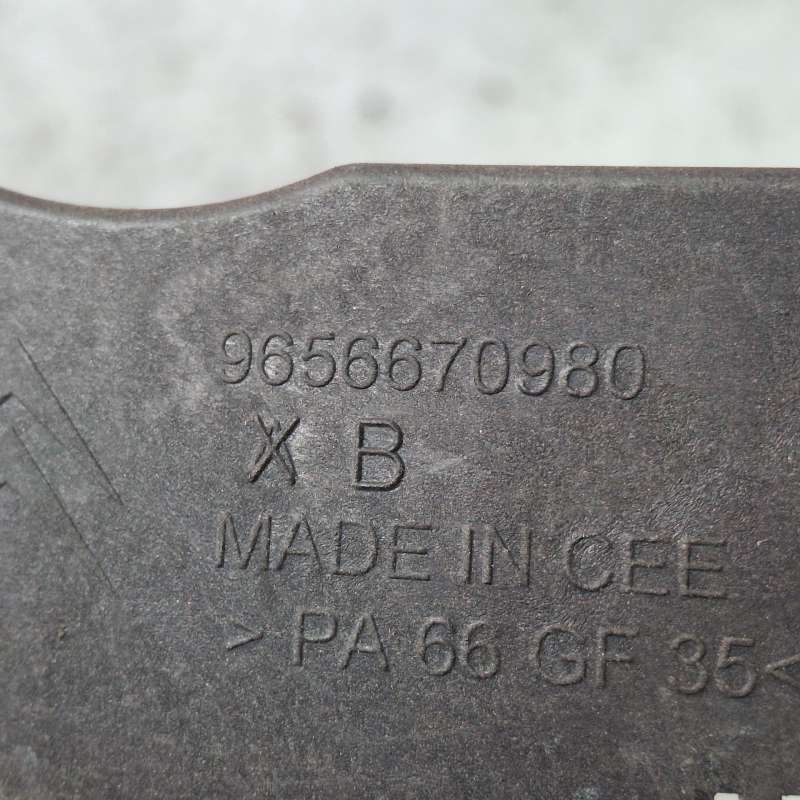 9656670980
X B
MADE IN CEE
> PA 66 GF 35<